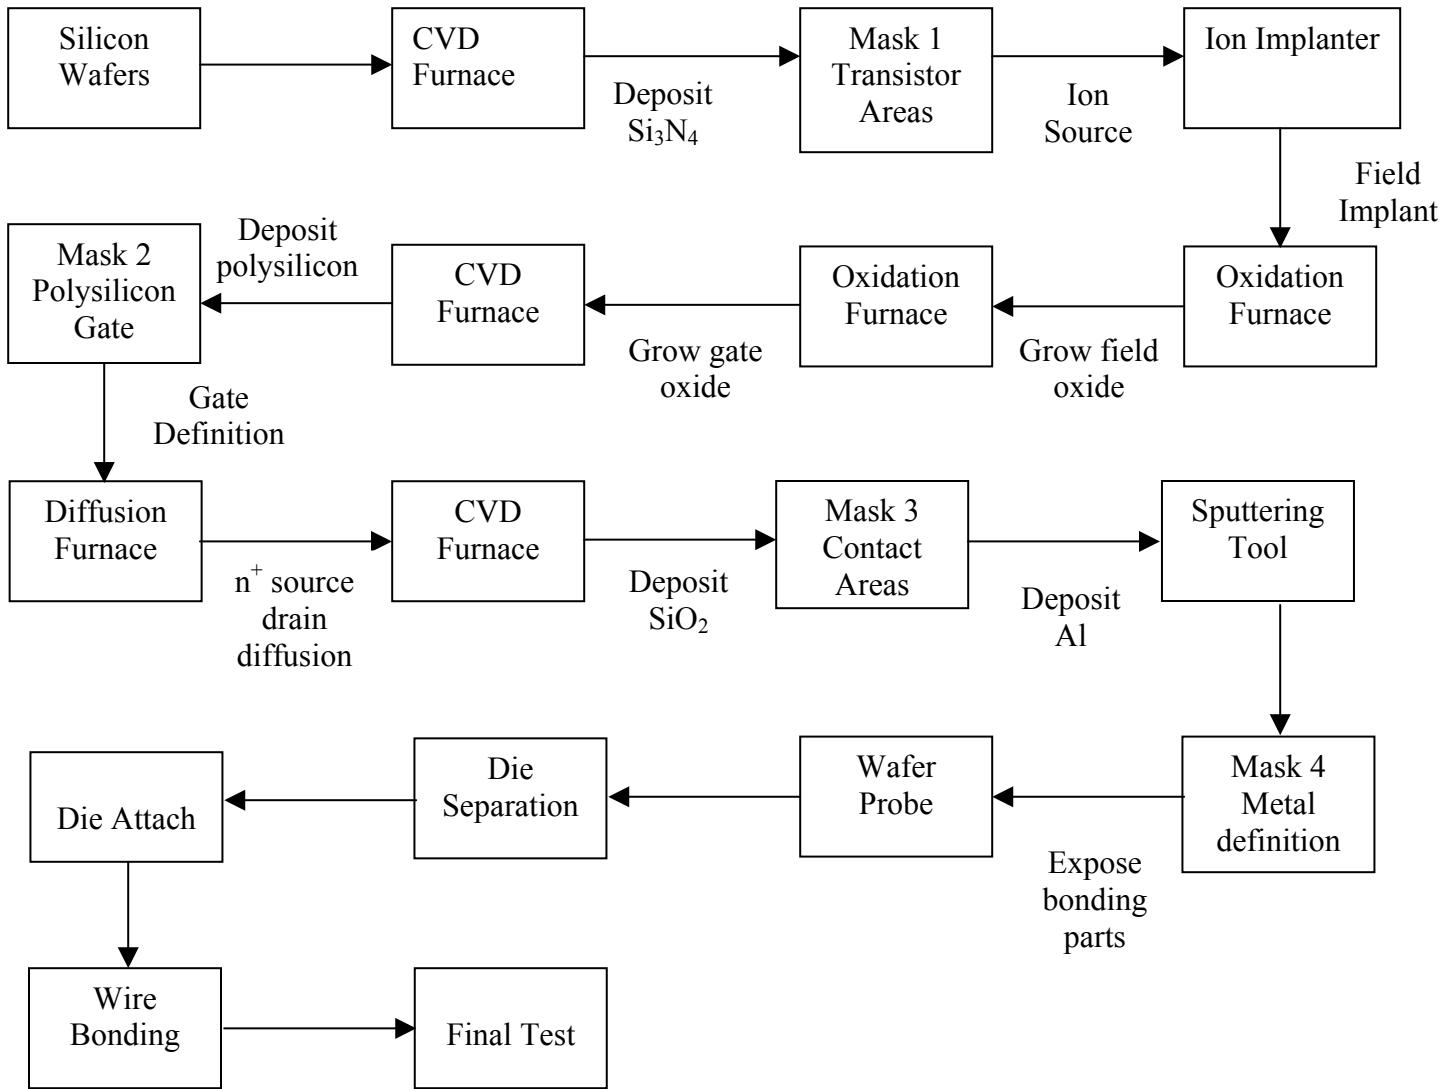 Silicon
Wafers
CVD
Furnace
Deposit
Si₃N₄
Mask 1
Transistor
Areas
Ion
Source
Ion Implanter
Field
Implant
Oxidation
Furnace
Grow field
oxide
Oxidation
Furnace
Grow gate
oxide
CVD
Furnace
Deposit
polysilicon
Mask 2
Polysilicon
Gate
Gate
Definition
Diffusion
Furnace
n⁺ source
drain
diffusion
CVD
Furnace
Deposit
SiO₂
Mask 3
Contact
Areas
Deposit
Al
Sputtering
Tool
Mask 4
Metal
definition
Expose
bonding
parts
Wafer
Probe
Die
Separation
Die Attach
Wire
Bonding
Final Test